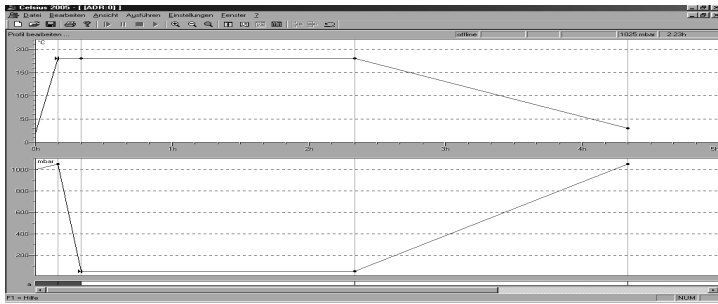 Celsius 2005 - [ [ADR:0] ]
Datei Bearbeiten Ansicht Ausführen Einstellungen Fenster ?
Profil bearbeiten ...
offline
1025 mbar
2:23h
°C
200
150
100
50
0
0h 1h 2h 3h 4h 5h
mbar
1000
800
600
400
200
a
F1 = Hilfe
NUM